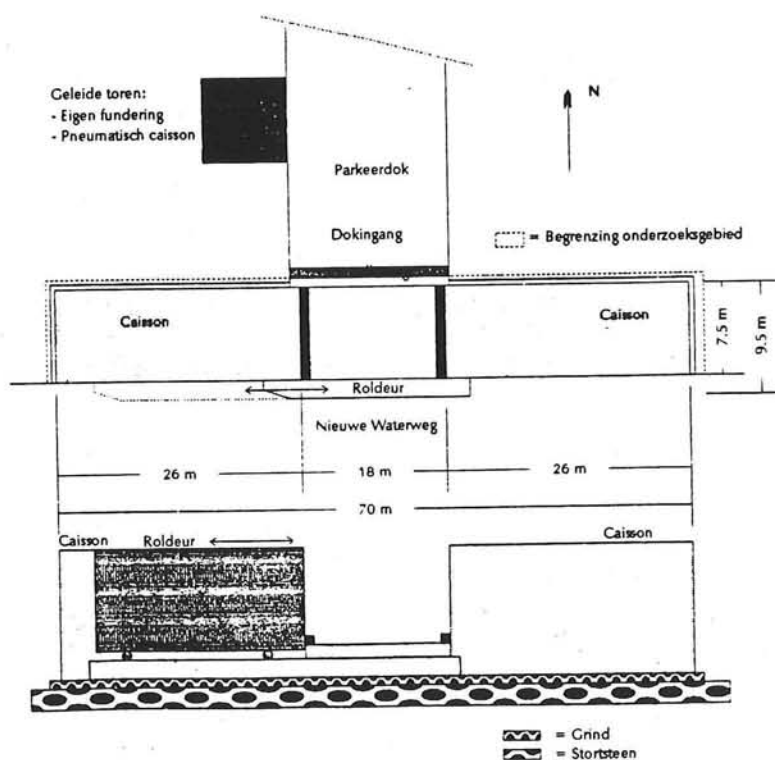 Geleide toren:
- Eigen fundering
- Pneumatisch caisson
N
Parkeerdok
Dokingang
= Begrenzing onderzoeksgebied
Caisson
Caisson
7.5 m
9.5 m
Roldeur
Nieuwe Waterweg
26 m
18 m
26 m
70 m
Caisson
Roldeur
Caisson
= Grind
= Stortsteen